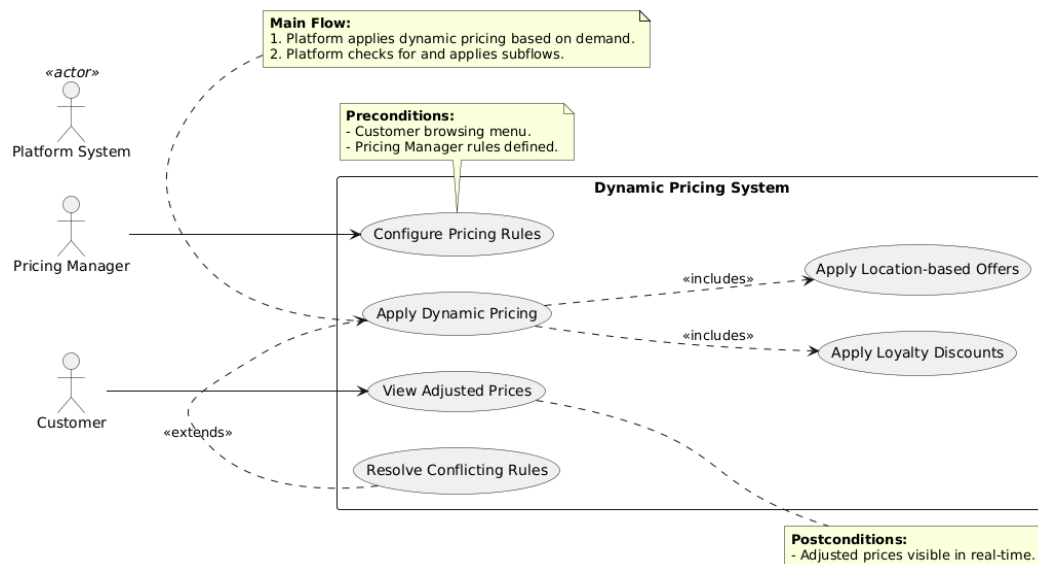 Main Flow:
1. Platform applies dynamic pricing based on demand.
2. Platform checks for and applies subflows.
«actor»
Platform System
Preconditions:
- Customer browsing menu.
- Pricing Manager rules defined.
Dynamic Pricing System
Pricing Manager
Configure Pricing Rules
Apply Location-based Offers
«includes»
Apply Dynamic Pricing
«includes»
Apply Loyalty Discounts
Customer
View Adjusted Prices
«extends»
Resolve Conflicting Rules
Postconditions:
- Adjusted prices visible in real-time.